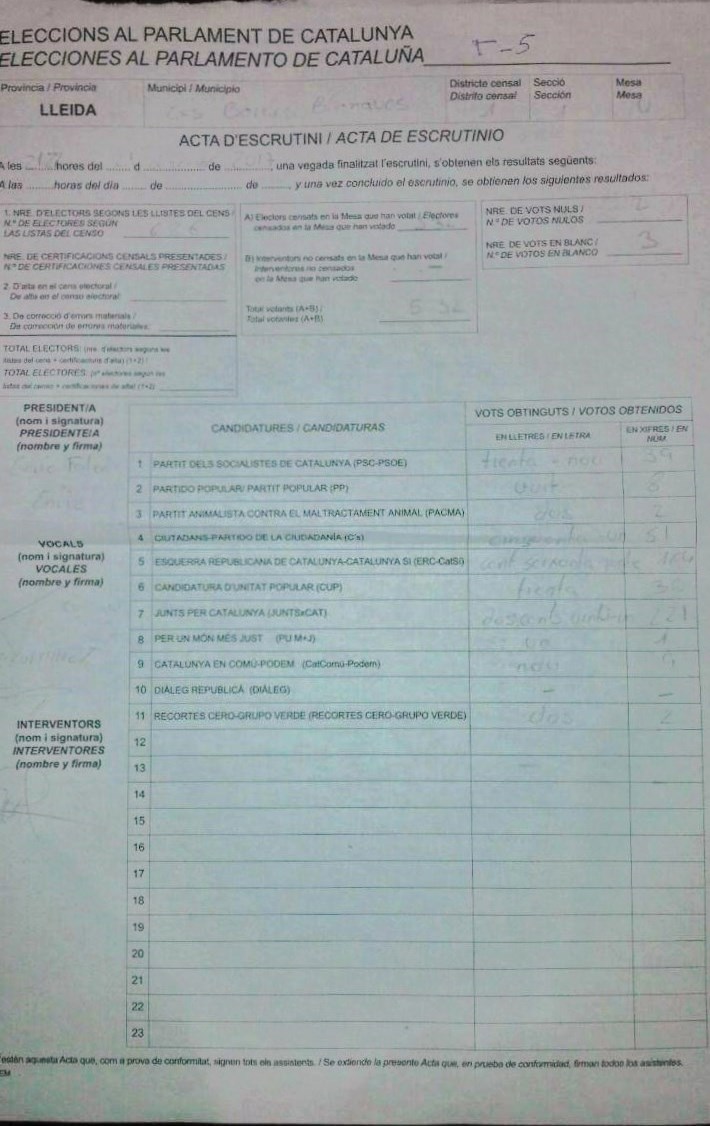 ELECCIONS AL PARLAMENT DE CATALUNYA
ELECCIONES AL PARLAMENTO DE CATALUÑA T-5
Provincia / Provincia Municipi / Municipio Districte censal Secció Mesa
Distrito censal Sección Mesa
LLEIDA Les Borges Blanques 1 1 U
ACTA D'ESCRUTINI / ACTA DE ESCRUTINIO
A les hores del d de , una vegada finalitzat l'escrutini, s'obtenen els resultats següents:
A las horas del día de de , y una vez concluido el escrutinio, se obtienen los siguientes resultados:
1. NRE. D'ELECTORS SEGONS LES LLISTES DEL CENS /
N.º DE ELECTORES SEGÚN
LAS LISTAS DEL CENSO
NRE. DE CERTIFICACIONS CENSALS PRESENTADES /
N.º DE CERTIFICACIONES CENSALES PRESENTADAS
2. D'alta en el cens electoral /
De alta en el censo electoral:
3. De correcció d'errors materials /
De corrección de errores materiales:
TOTAL ELECTORS: (nre. d'electors segons les
llistes del cens + certificacions d'alta) (1+2) /
TOTAL ELECTORES: (nº electores según las
listas del censo + certificaciones de alta) (1+2)
A) Electors censats en la Mesa que han votat / Electores
censados en la Mesa que han votado
B) Interventors no censats en la Mesa que han votat /
Interventores no censados
en la Mesa que han votado
Total votants (A+B) /
Total votantes (A+B) 532
NRE. DE VOTS NULS / 2
N.º DE VOTOS NULOS
NRE. DE VOTS EN BLANC / 3
N.º DE VOTOS EN BLANCO
PRESIDENT/A
(nom i signatura)
PRESIDENTE/A
(nombre y firma)
VOCALS
(nom i signatura)
VOCALES
(nombre y firma)
INTERVENTORS
(nom i signatura)
INTERVENTORES
(nombre y firma)
CANDIDATURES / CANDIDATURAS VOTS OBTINGUTS / VOTOS OBTENIDOS
EN LLETRES / EN LETRA EN XIFRES / EN NÚM
1 PARTIT DELS SOCIALISTES DE CATALUNYA (PSC-PSOE) trenta - nou 39
2 PARTIDO POPULAR/ PARTIT POPULAR (PP) vuit 8
3 PARTIT ANIMALISTA CONTRA EL MALTRACTAMENT ANIMAL (PACMA) dos 2
4 CIUTADANS-PARTIDO DE LA CIUDADANÍA (C's) cinquanta un 51
5 ESQUERRA REPUBLICANA DE CATALUNYA-CATALUNYA SÍ (ERC-CatSí) cent
6 CANDIDATURA D'UNITAT POPULAR (CUP) trenta 30
7 JUNTS PER CATALUNYA (JUNTSxCAT) 221
8 PER UN MÓN MÉS JUST (PU M+J) un 1
9 CATALUNYA EN COMÚ-PODEM (CatComú-Podem) nou 9
10 DIÀLEG REPUBLICÀ (DIÀLEG) - -
11 RECORTES CERO-GRUPO VERDE (RECORTES CERO-GRUPO VERDE) dos 2
12
13
14
15
16
17
18
19
20
21
22
23
estén aquesta Acta que, com a prova de conformitat, signen tots els assistents. / Se extiende la presente Acta que, en prueba de conformidad, firman todos los asistentes.